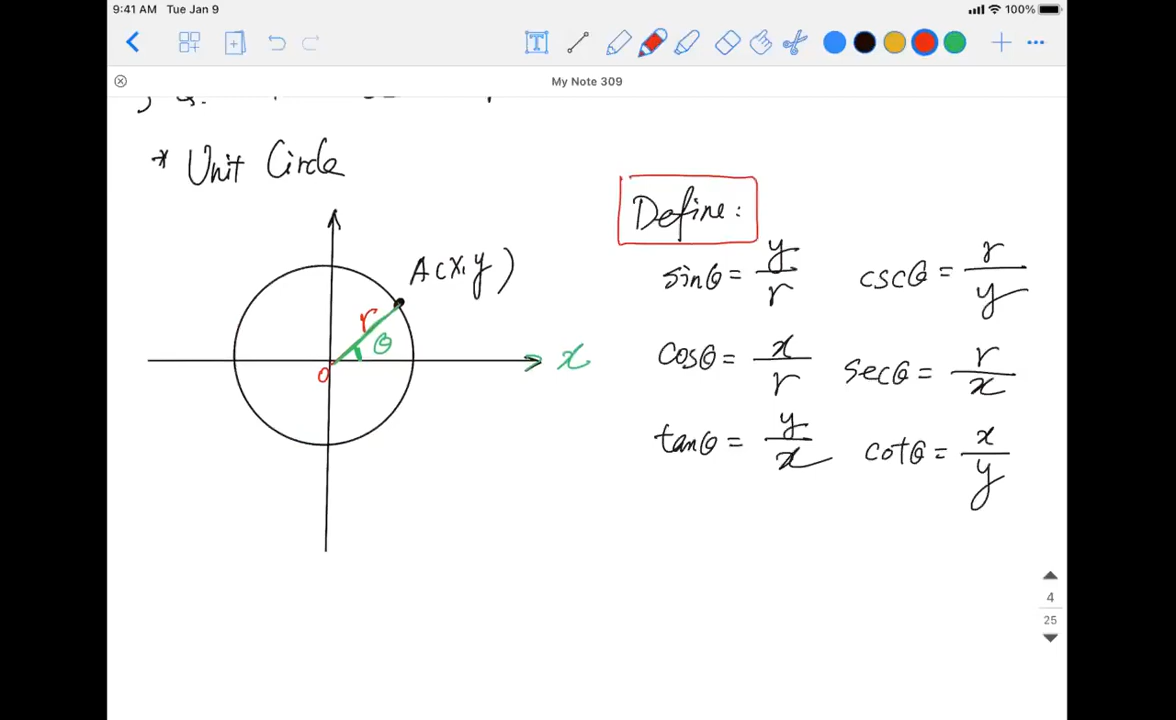 9:41 AM Tue Jan 9
100%
T
My Note 309
* Unit Circle
Define:
A(x, y)
sinθ = y/r
cscθ = r/y
r
θ
x
O
cosθ = x/r
secθ = r/x
tanθ = y/x
cotθ = x/y
4
25